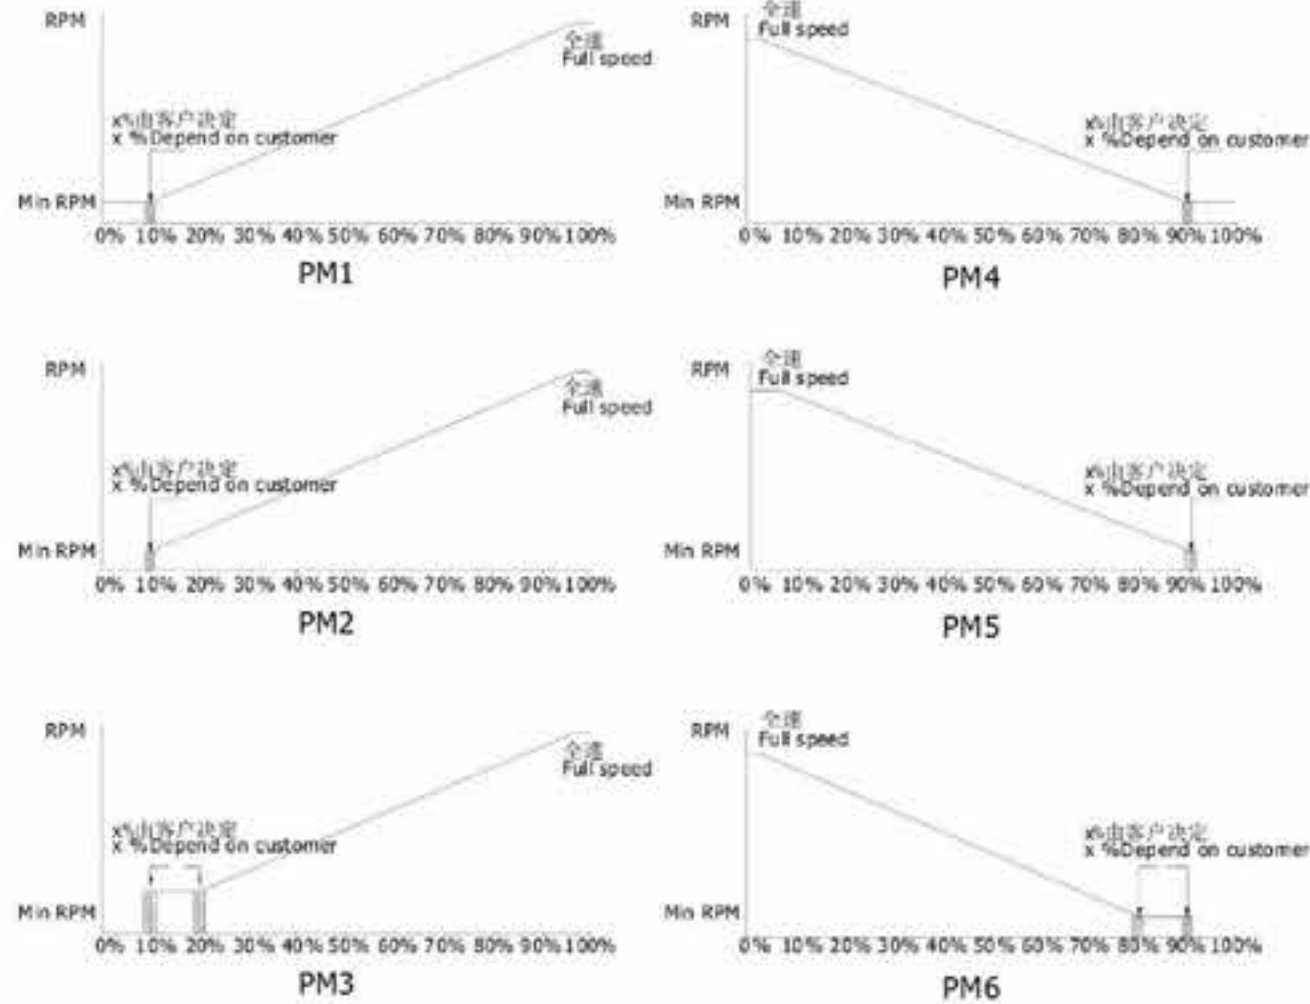 RPM
全速
Full speed
x%由客户决定
x %Depend on customer
Min RPM
0% 10% 20% 30% 40% 50% 60% 70% 80% 90% 100%
PM1
RPM
全速
Full speed
x%由客户决定
x %Depend on customer
Min RPM
0% 10% 20% 30% 40% 50% 60% 70% 80% 90% 100%
PM4
RPM
全速
Full speed
x%由客户决定
x %Depend on customer
Min RPM
0% 10% 20% 30% 40% 50% 60% 70% 80% 90% 100%
PM2
RPM
全速
Full speed
x%由客户决定
x %Depend on customer
Min RPM
0% 10% 20% 30% 40% 50% 60% 70% 80% 90% 100%
PM5
RPM
全速
Full speed
x%由客户决定
x %Depend on customer
Min RPM
0% 10% 20% 30% 40% 50% 60% 70% 80% 90% 100%
PM3
RPM
全速
Full speed
x%由客户决定
x %Depend on customer
Min RPM
0% 10% 20% 30% 40% 50% 60% 70% 80% 90% 100%
PM6